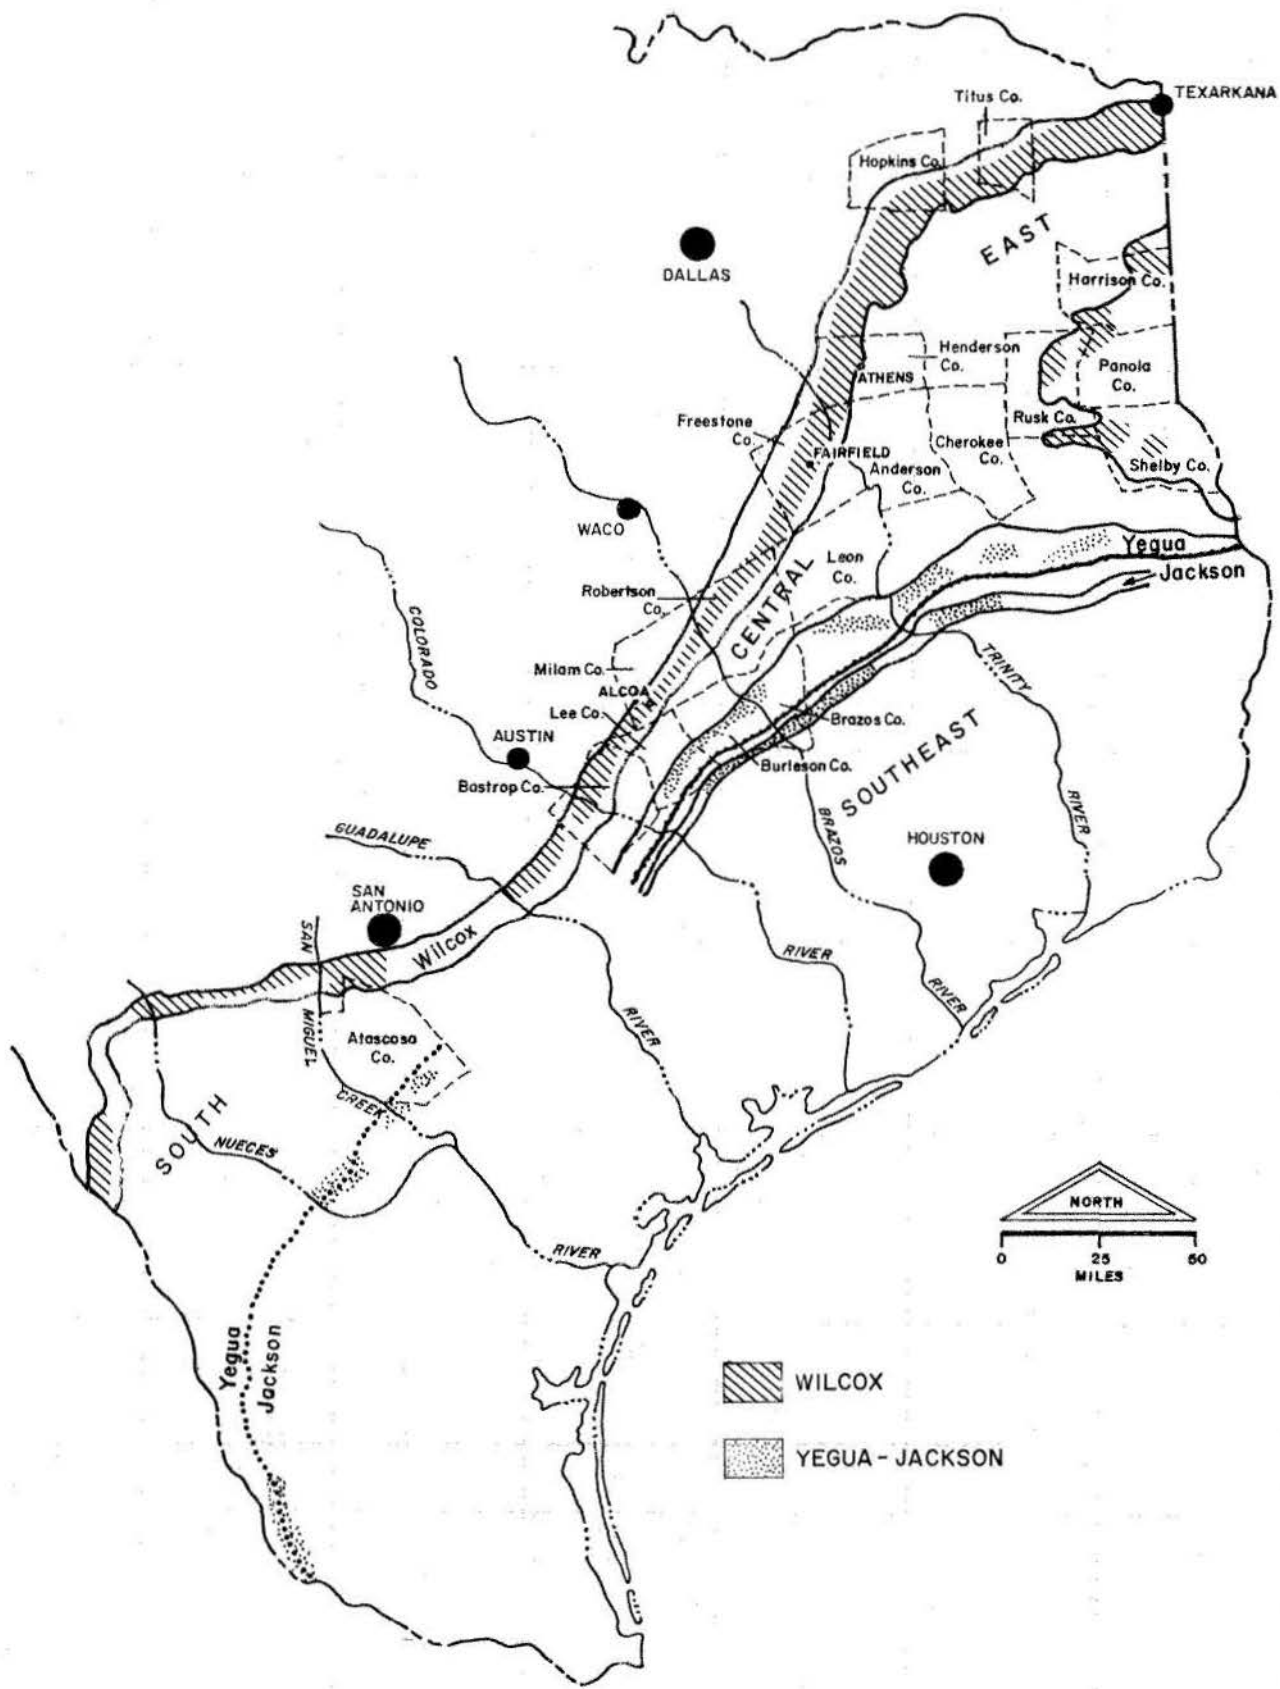 TEXARKANA
Titus Co.
Hopkins Co.
EAST
DALLAS
Harrison Co.
Henderson
Co.
ATHENS
Panola
Co.
Freestone
Co.
Rusk Co.
FAIRFIELD
Cherokee
Co.
Anderson
Co.
Shelby Co.
WACO
Yegua
Leon
Co.
Jackson
Robertson
Co.
CENTRAL
COLORADO
TRINITY
Milam Co.
ALCOA
Lee Co.
Brazos Co.
AUSTIN
Burleson Co.
SOUTHEAST
Bastrop Co.
RIVER
GUADALUPE
BRAZOS
HOUSTON
SAN
ANTONIO
SAN
Wilcox
RIVER
RIVER
RIVER
MIGUEL
Atascosa
Co.
CREEK
SOUTH
NUECES
NORTH
RIVER
0 25 50
MILES
Yegua
Jackson
WILCOX
YEGUA - JACKSON